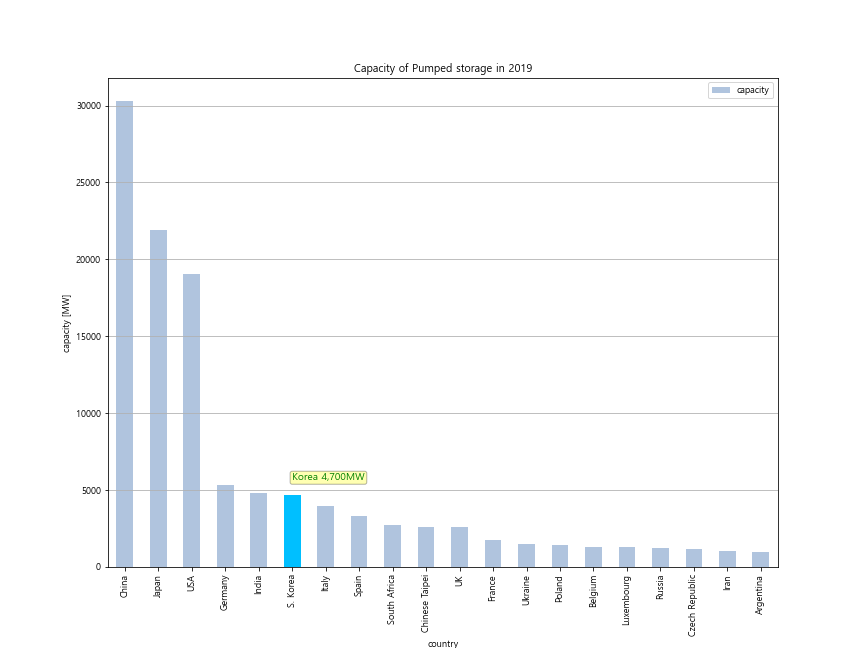 Capacity of Pumped storage in 2019
capacity
30000
25000
20000
15000
10000
5000
0
capacity [MW]
Korea 4,700MW
China
Japan
USA
Germany
India
S. Korea
Italy
Spain
South Africa
Chinese Taipei
UK
France
Ukraine
Poland
Belgium
Luxembourg
Russia
Czech Republic
Iran
Argentina
country